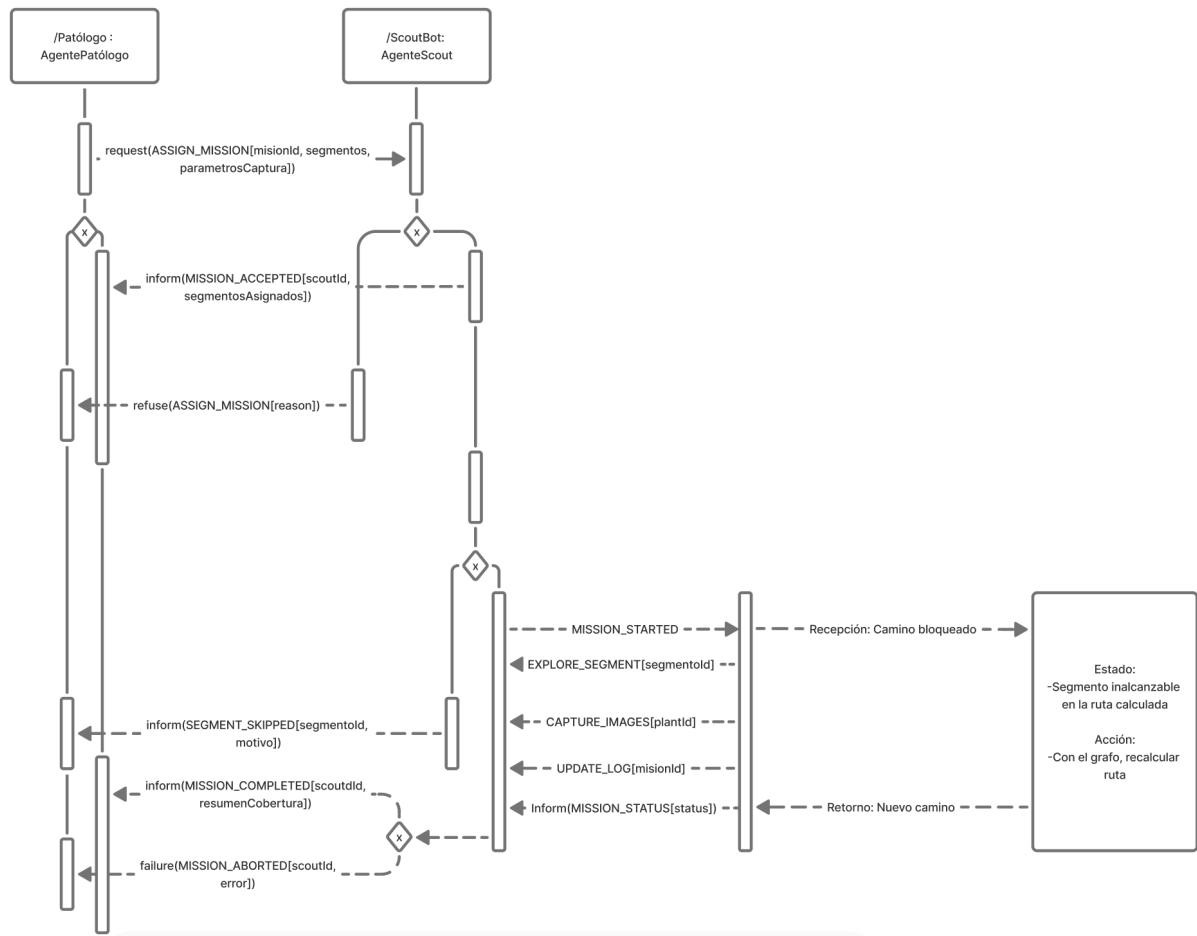 /Patólogo :
AgentePatólogo
/ScoutBot:
AgenteScout
request(ASSIGN_MISSION[misionId, segmentos,
parametrosCaptura])
x
x
inform(MISSION_ACCEPTED[scoutId,
segmentosAsignados])
refuse(ASSIGN_MISSION[reason])
x
MISSION_STARTED
Recepción: Camino bloqueado
EXPLORE_SEGMENT[segmentoId]
Estado:
-Segmento inalcanzable
en la ruta calculada
Acción:
-Con el grafo, recalcular
ruta
CAPTURE_IMAGES[plantId]
inform(SEGMENT_SKIPPED[segmentoId,
motivo])
UPDATE_LOG[misionId]
inform(MISSION_COMPLETED[scoutdId,
resumenCobertura])
Inform(MISSION_STATUS[status])
Retorno: Nuevo camino
x
failure(MISSION_ABORTED[scoutId,
error])